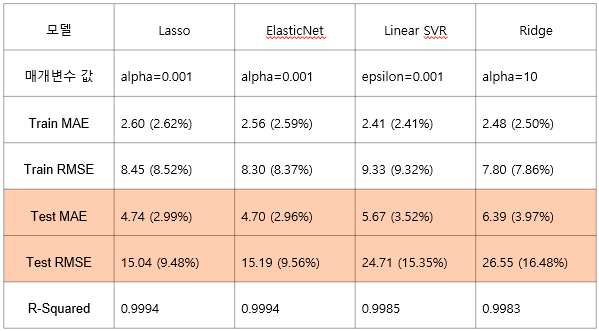 모델 Lasso ElasticNet Linear SVR Ridge
매개변수 값 alpha=0.001 alpha=0.001 epsilon=0.001 alpha=10
Train MAE 2.60 (2.62%) 2.56 (2.59%) 2.41 (2.41%) 2.48 (2.50%)
Train RMSE 8.45 (8.52%) 8.30 (8.37%) 9.33 (9.32%) 7.80 (7.86%)
Test MAE 4.74 (2.99%) 4.70 (2.96%) 5.67 (3.52%) 6.39 (3.97%)
Test RMSE 15.04 (9.48%) 15.19 (9.56%) 24.71 (15.35%) 26.55 (16.48%)
R-Squared 0.9994 0.9994 0.9985 0.9983